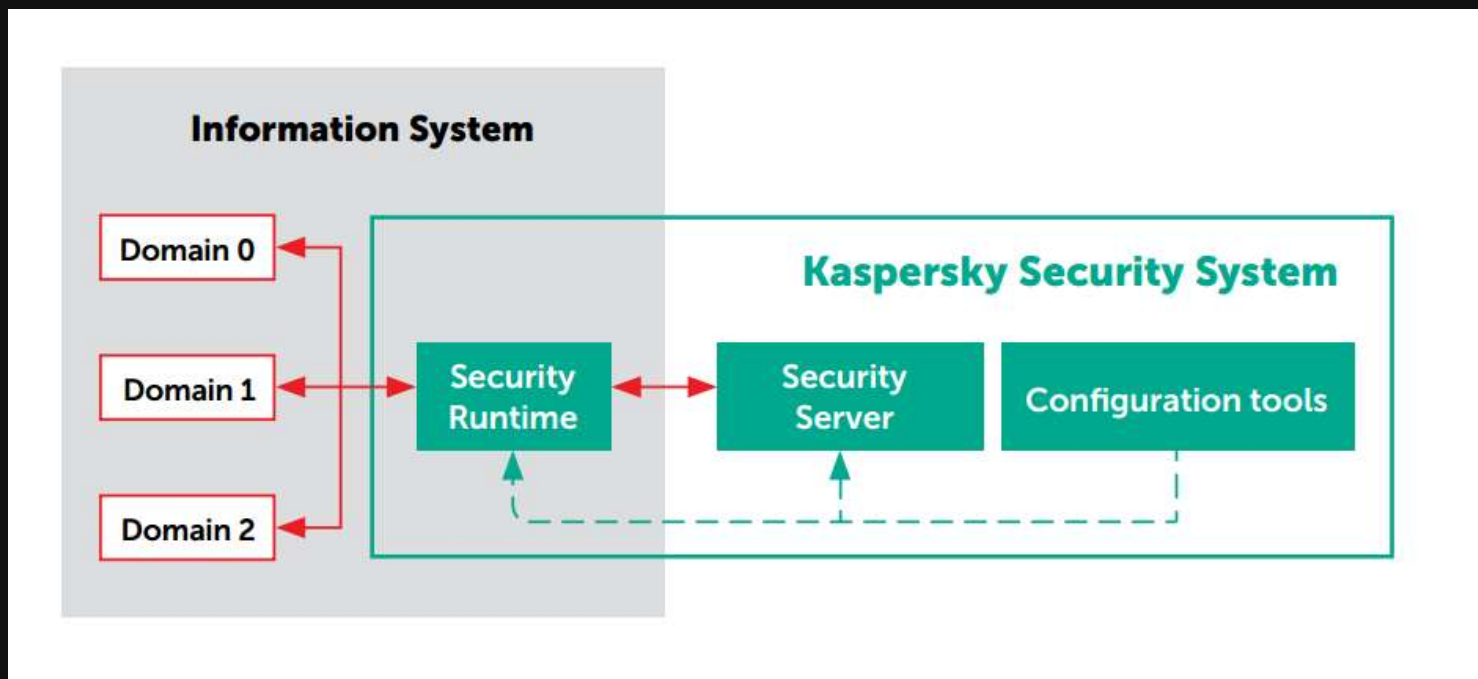 Information System
Domain 0
Kaspersky Security System
Security
Runtime
Security
Server
Configuration tools
Domain 1
Domain 2